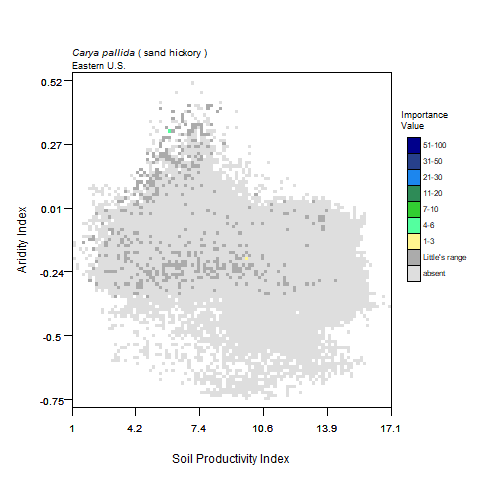 Carya pallida ( sand hickory )
Eastern U.S.
0.52
0.27
0.01
-0.24
-0.5
-0.75
Aridity Index
1 4.2 7.4 10.6 13.9 17.1
Soil Productivity Index
Importance
Value
51-100
31-50
21-30
11-20
7-10
4-6
1-3
Little's range
absent